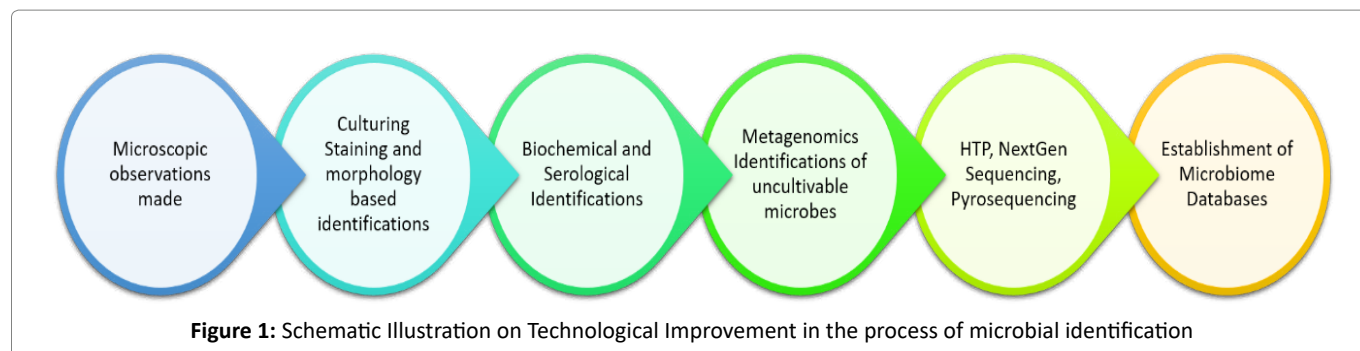 Microscopic
observations
made
Culturing
Staining and
morphology
based
identifications
Biochemical and
Serological
Identifications
Metagenomics
Identifications of
uncultivable
microbes
HTP, NextGen
Sequencing,
Pyrosequencing
Establishment of
Microbiome
Databases
Figure 1: Schematic Illustration on Technological Improvement in the process of microbial identification